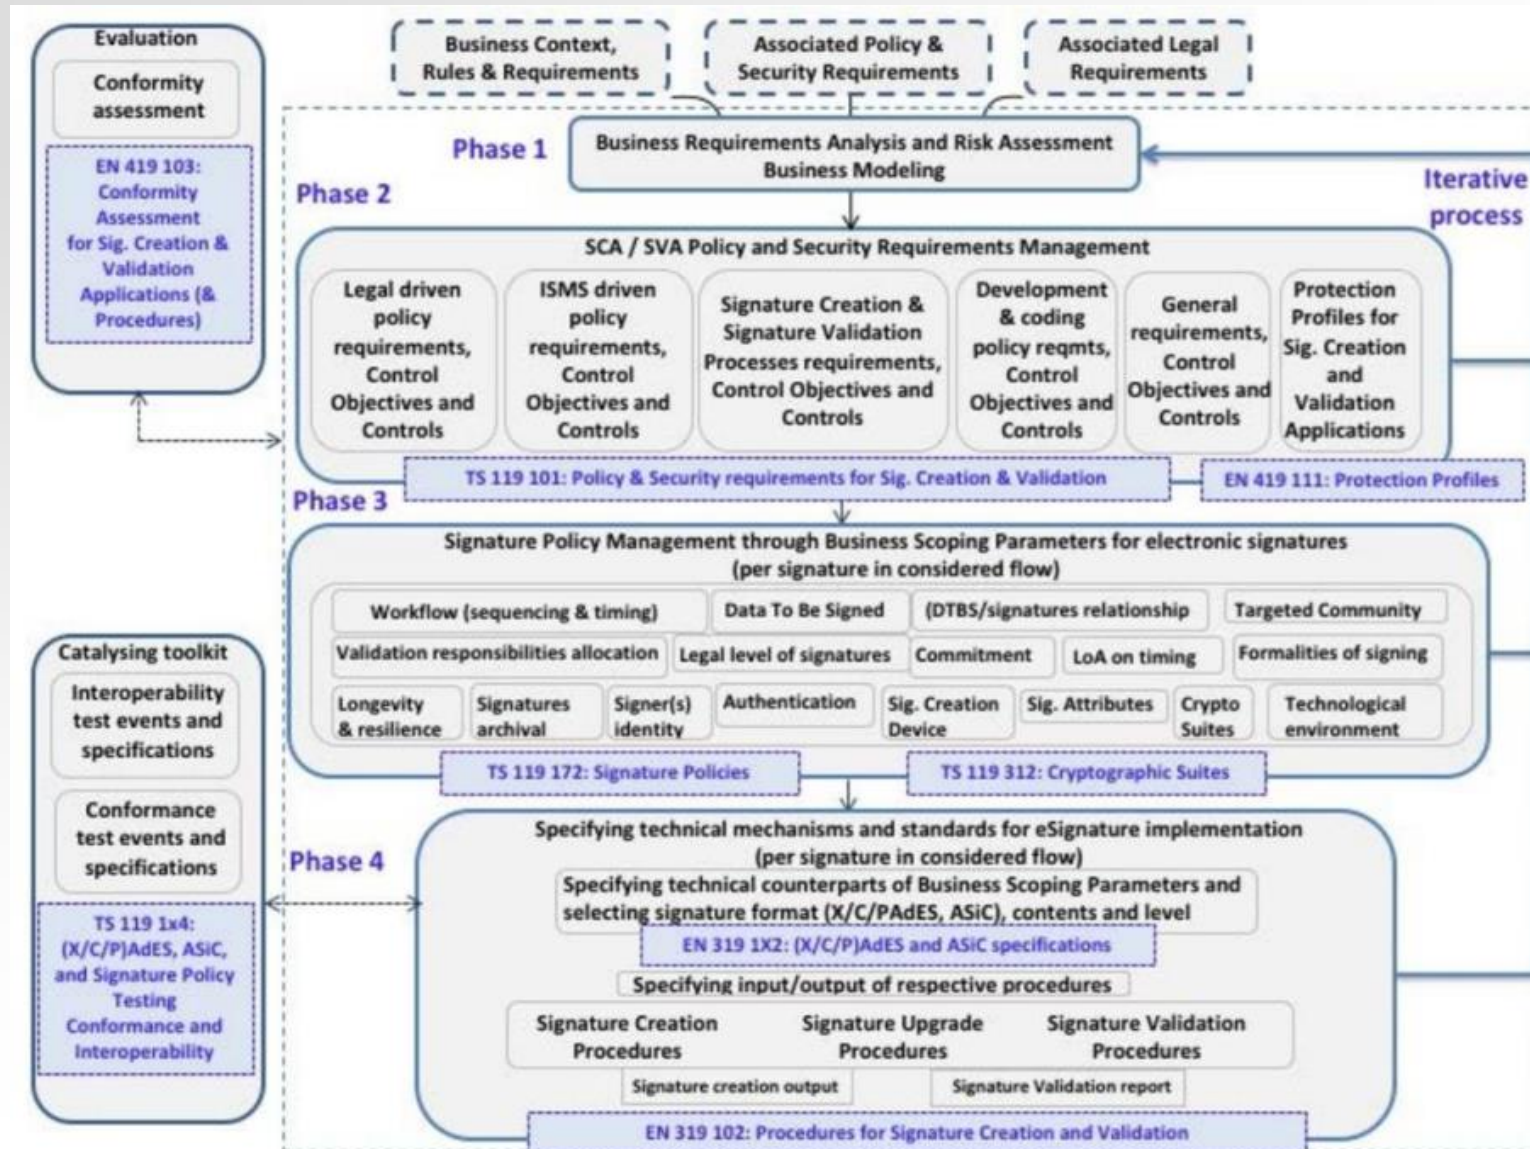 Evaluation
Conformity
assessment
EN 419 103:
Conformity
Assessment
for Sig. Creation &
Validation
Applications (&
Procedures)
Business Context,
Rules & Requirements
Associated Policy &
Security Requirements
Associated Legal
Requirements
Phase 1
Business Requirements Analysis and Risk Assessment
Business Modeling
Iterative
process
Phase 2
SCA / SVA Policy and Security Requirements Management
Legal driven
policy
requirements,
Control
Objectives and
Controls
ISMS driven
policy
requirements,
Control
Objectives and
Controls
Signature Creation &
Signature Validation
Processes requirements,
Control Objectives and
Controls
Development
& coding
policy reqmts,
Control
Objectives and
Controls
General
requirements,
Control
Objectives and
Controls
Protection
Profiles for
Sig. Creation
and
Validation
Applications
TS 119 101: Policy & Security requirements for Sig. Creation & Validation
EN 419 111: Protection Profiles
Phase 3
Signature Policy Management through Business Scoping Parameters for electronic signatures
(per signature in considered flow)
Workflow (sequencing & timing)
Data To Be Signed
(DTBS/signatures relationship
Targeted Community
Validation responsibilities allocation
Legal level of signatures
Commitment
LoA on timing
Formalities of signing
Longevity
& resilience
Signatures
archival
Signer(s)
identity
Authentication
Sig. Creation
Device
Sig. Attributes
Crypto
Suites
Technological
environment
TS 119 172: Signature Policies
TS 119 312: Cryptographic Suites
Catalysing toolkit
Interoperability
test events and
specifications
Conformance
test events and
specifications
TS 119 1x4:
(X/C/P)AdES, ASiC,
and Signature Policy
Testing
Conformance and
Interoperability
Phase 4
Specifying technical mechanisms and standards for eSignature implementation
(per signature in considered flow)
Specifying technical counterparts of Business Scoping Parameters and
selecting signature format (X/C/PAdES, ASiC), contents and level
EN 319 1X2: (X/C/P)AdES and ASiC specifications
Specifying input/output of respective procedures
Signature Creation
Procedures
Signature Upgrade
Procedures
Signature Validation
Procedures
Signature creation output
Signature Validation report
EN 319 102: Procedures for Signature Creation and Validation